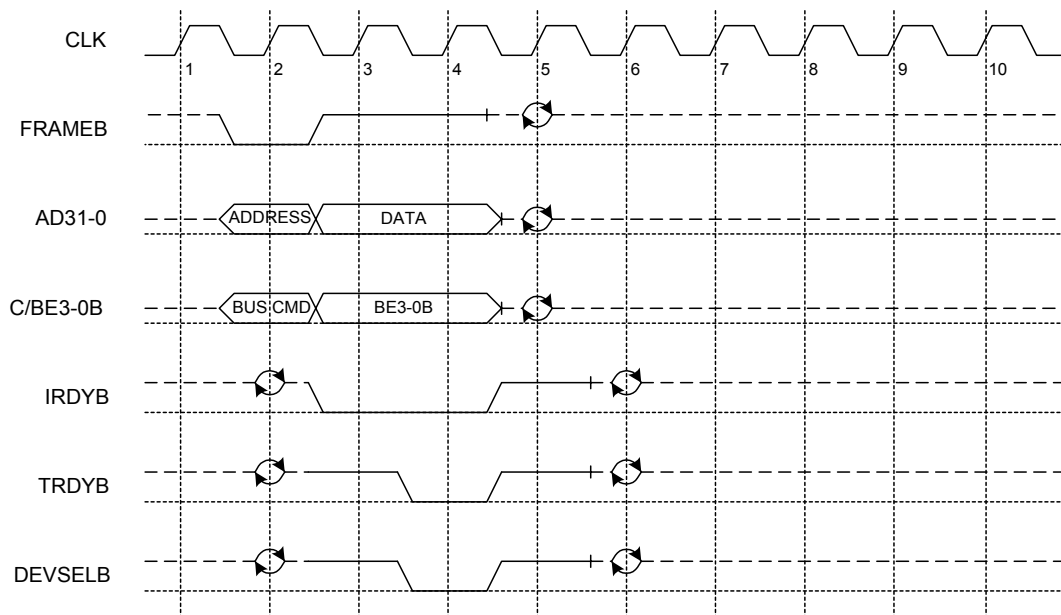 CLK
1 2 3 4 5 6 7 8 9 10
FRAMEB
AD31-0 ADDRESS DATA
C/BE3-0B BUS CMD BE3-0B
IRDYB
TRDYB
DEVSELB